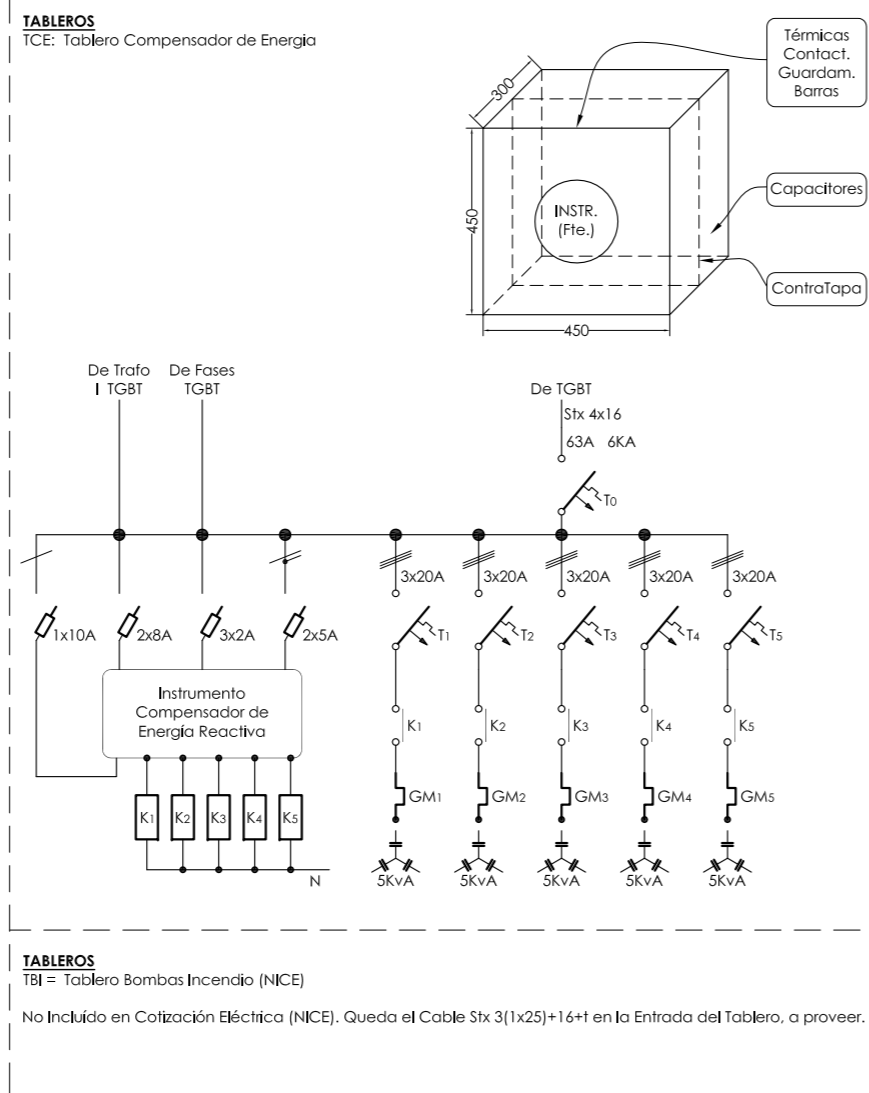 TABLEROS
TCE: Tablero Compensador de Energia
Térmicas
Contact.
Guardam.
Barras
300
450
INSTR.
(Fte.)
Capacitores
ContraTapa
450
De Trafo
I TGBT
De Fases
TGBT
De TGBT
Stx 4x16
63A 6KA
T0
3x20A
3x20A
3x20A
3x20A
3x20A
1x10A
2x8A
3x2A
2x5A
T1
T2
T3
T4
T5
Instrumento
Compensador de
Energía Reactiva
K1
K2
K3
K4
K5
GM1
GM2
GM3
GM4
GM5
K1
K2
K3
K4
K5
N
5KvA
5KvA
5KvA
5KvA
5KvA
TABLEROS
TBI = Tablero Bombas Incendio (NICE)
No Incluído en Cotización Eléctrica (NICE). Queda el Cable Stx 3(1x25)+16+t en la Entrada del Tablero, a proveer.